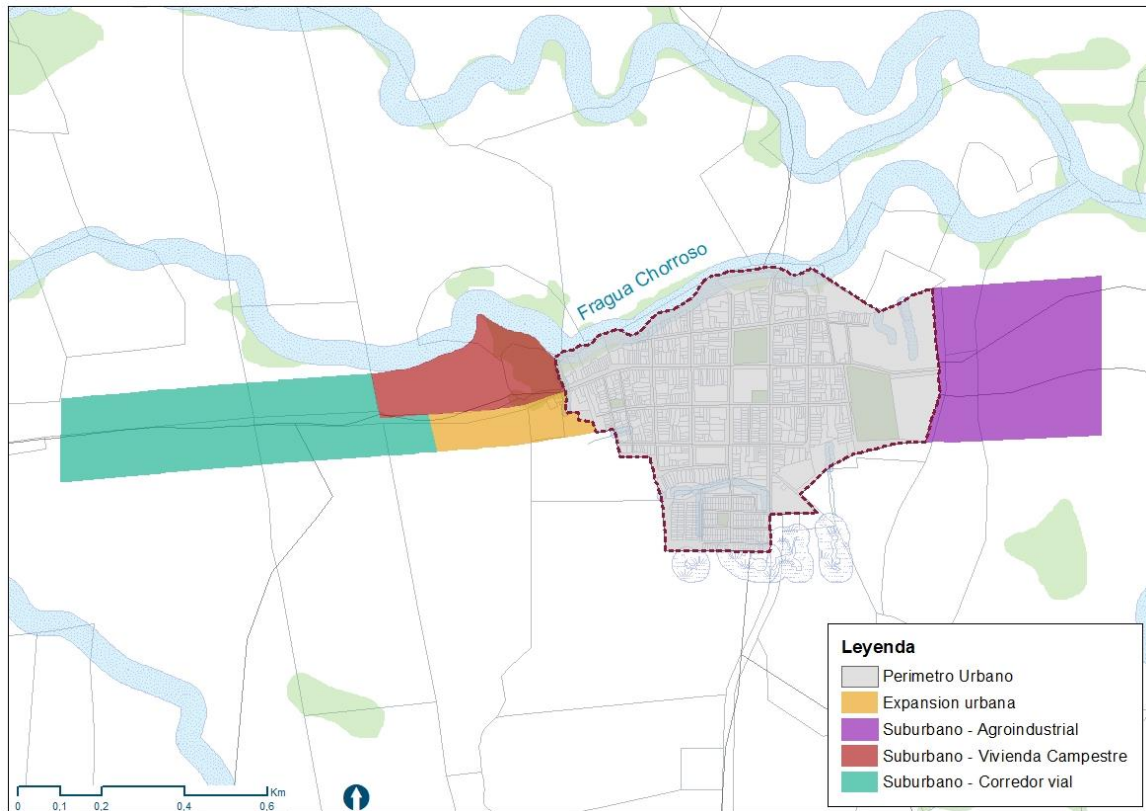 Fragua Chorroso
Leyenda
Perimetro Urbano
Expansion urbana
Suburbano - Agroindustrial
Suburbano - Vivienda Campestre
Suburbano - Corredor vial
Km
0 0,1 0,2 0,4 0,6